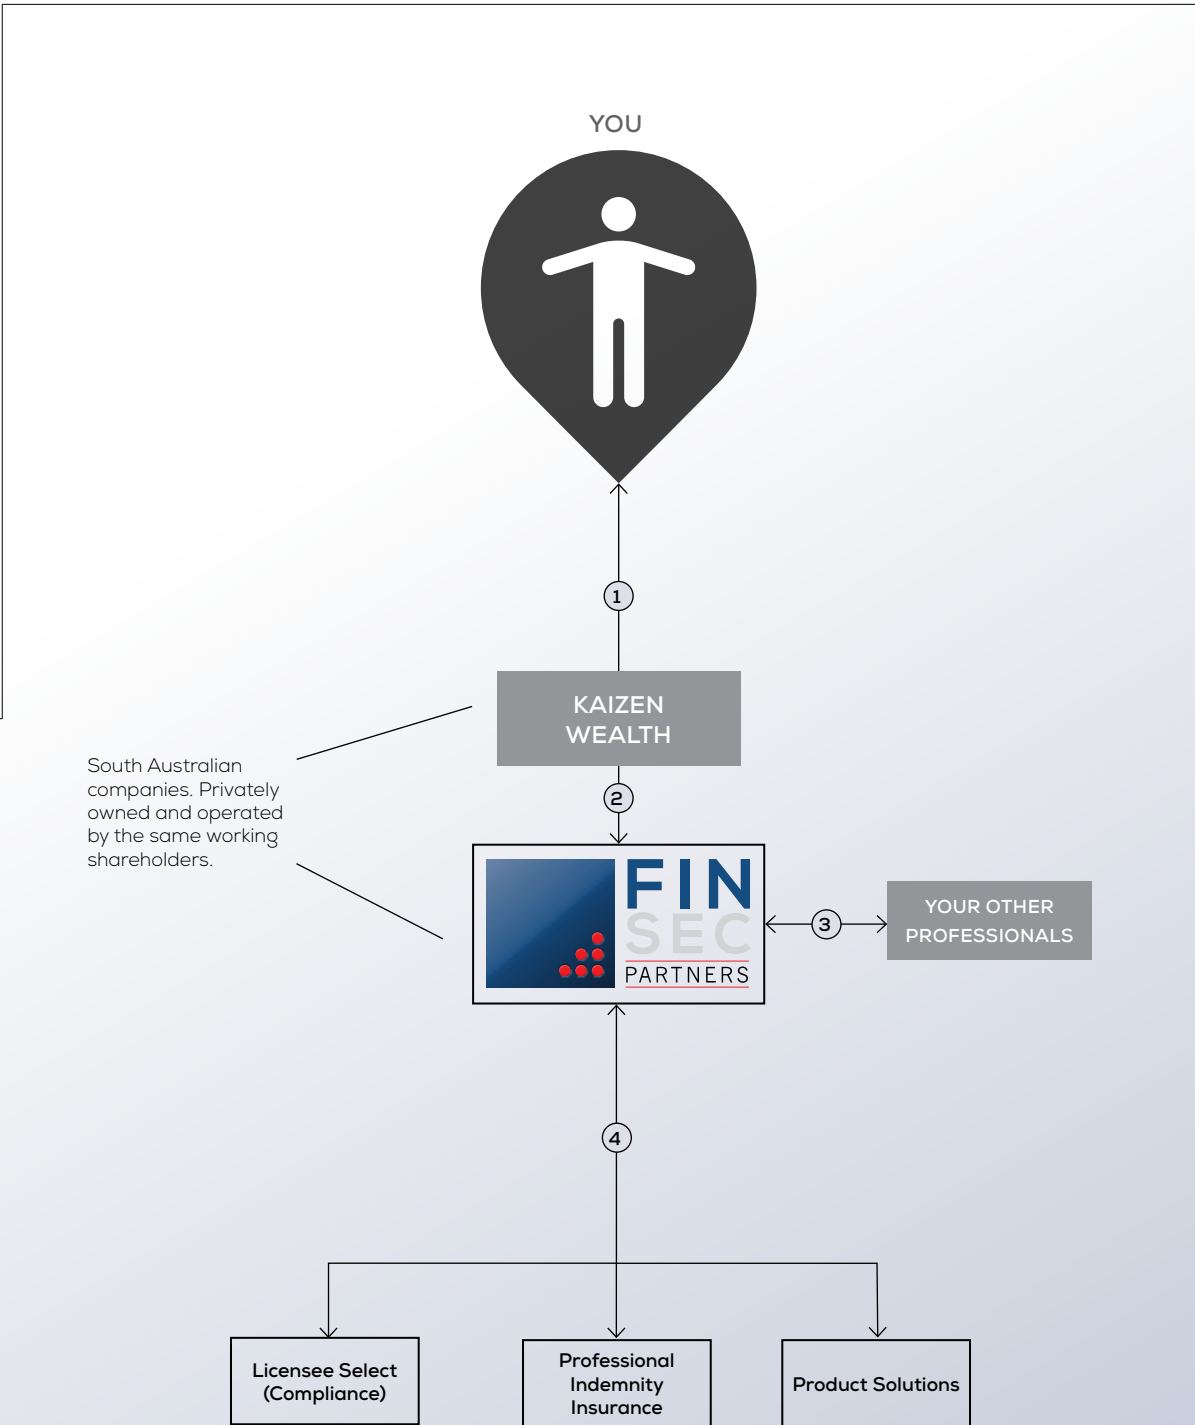 YOU
1
KAIZEN
WEALTH
South Australian
companies. Privately
owned and operated
by the same working
shareholders.
2
FIN
SEC
PARTNERS
3
YOUR OTHER
PROFESSIONALS
4
Licensee Select
(Compliance)
Professional
Indemnity
Insurance
Product Solutions